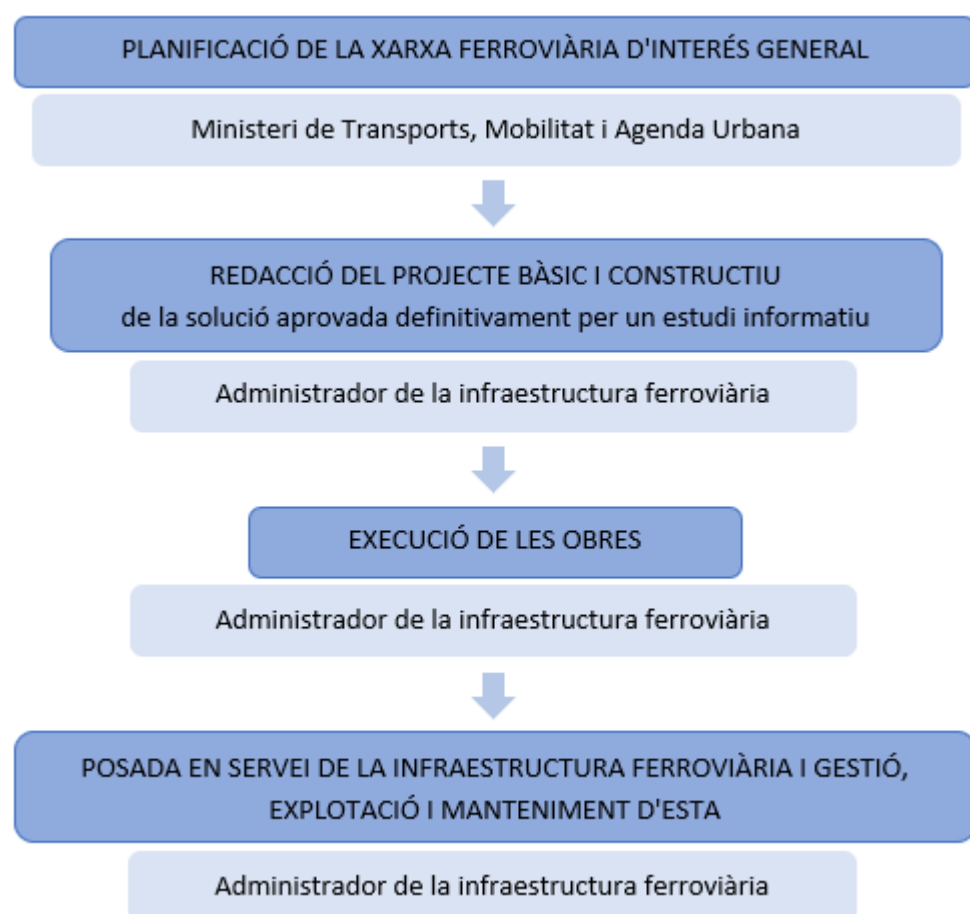 PLANIFICACIÓ DE LA XARXA FERROVIÀRIA D'INTERÉS GENERAL
Ministeri de Transports, Mobilitat i Agenda Urbana
REDACCIÓ DEL PROJECTE BÀSIC I CONSTRUCTIU
de la solució aprovada definitivament per un estudi informatiu
Administrador de la infraestructura ferroviària
EXECUCIÓ DE LES OBRES
Administrador de la infraestructura ferroviària
POSADA EN SERVEI DE LA INFRAESTRUCTURA FERROVIÀRIA I GESTIÓ,
EXPLOTACIÓ I MANTENIMENT D'ESTA
Administrador de la infraestructura ferroviària